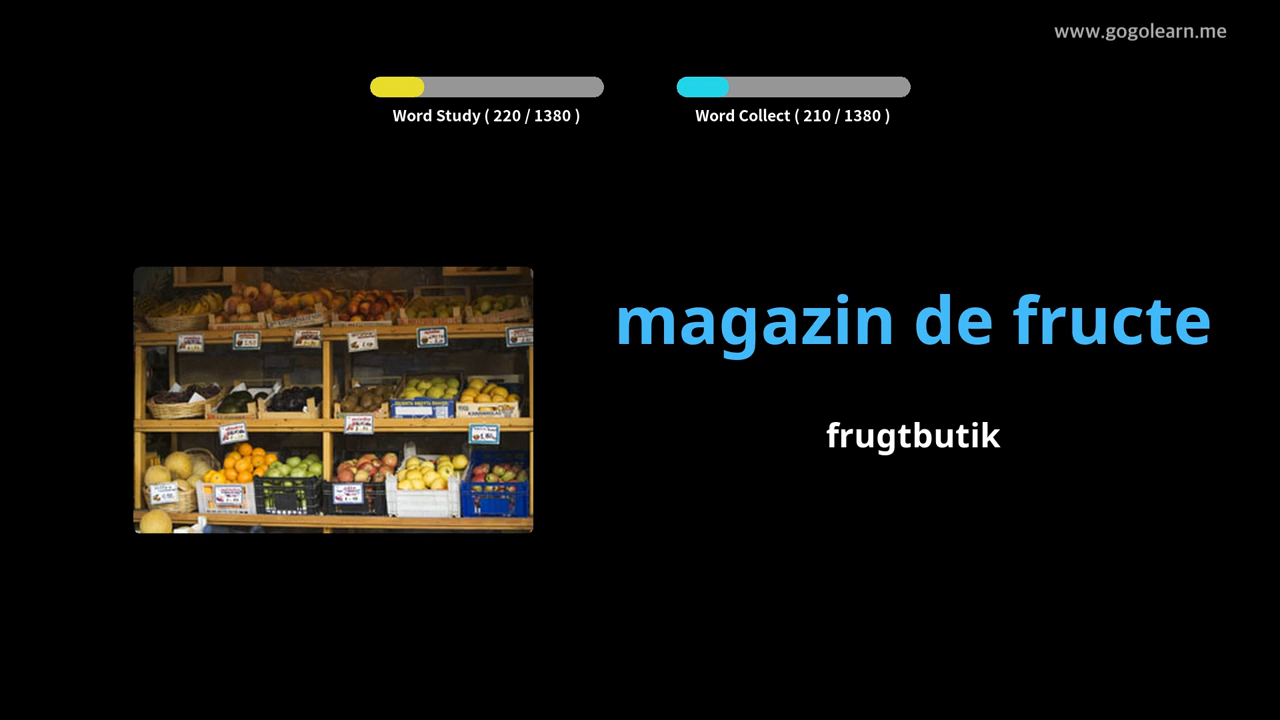 www.gogolearn.me
Word Study ( 220 / 1380 )
Word Collect ( 210 / 1380 )
magazin de fructe
frugtbutik